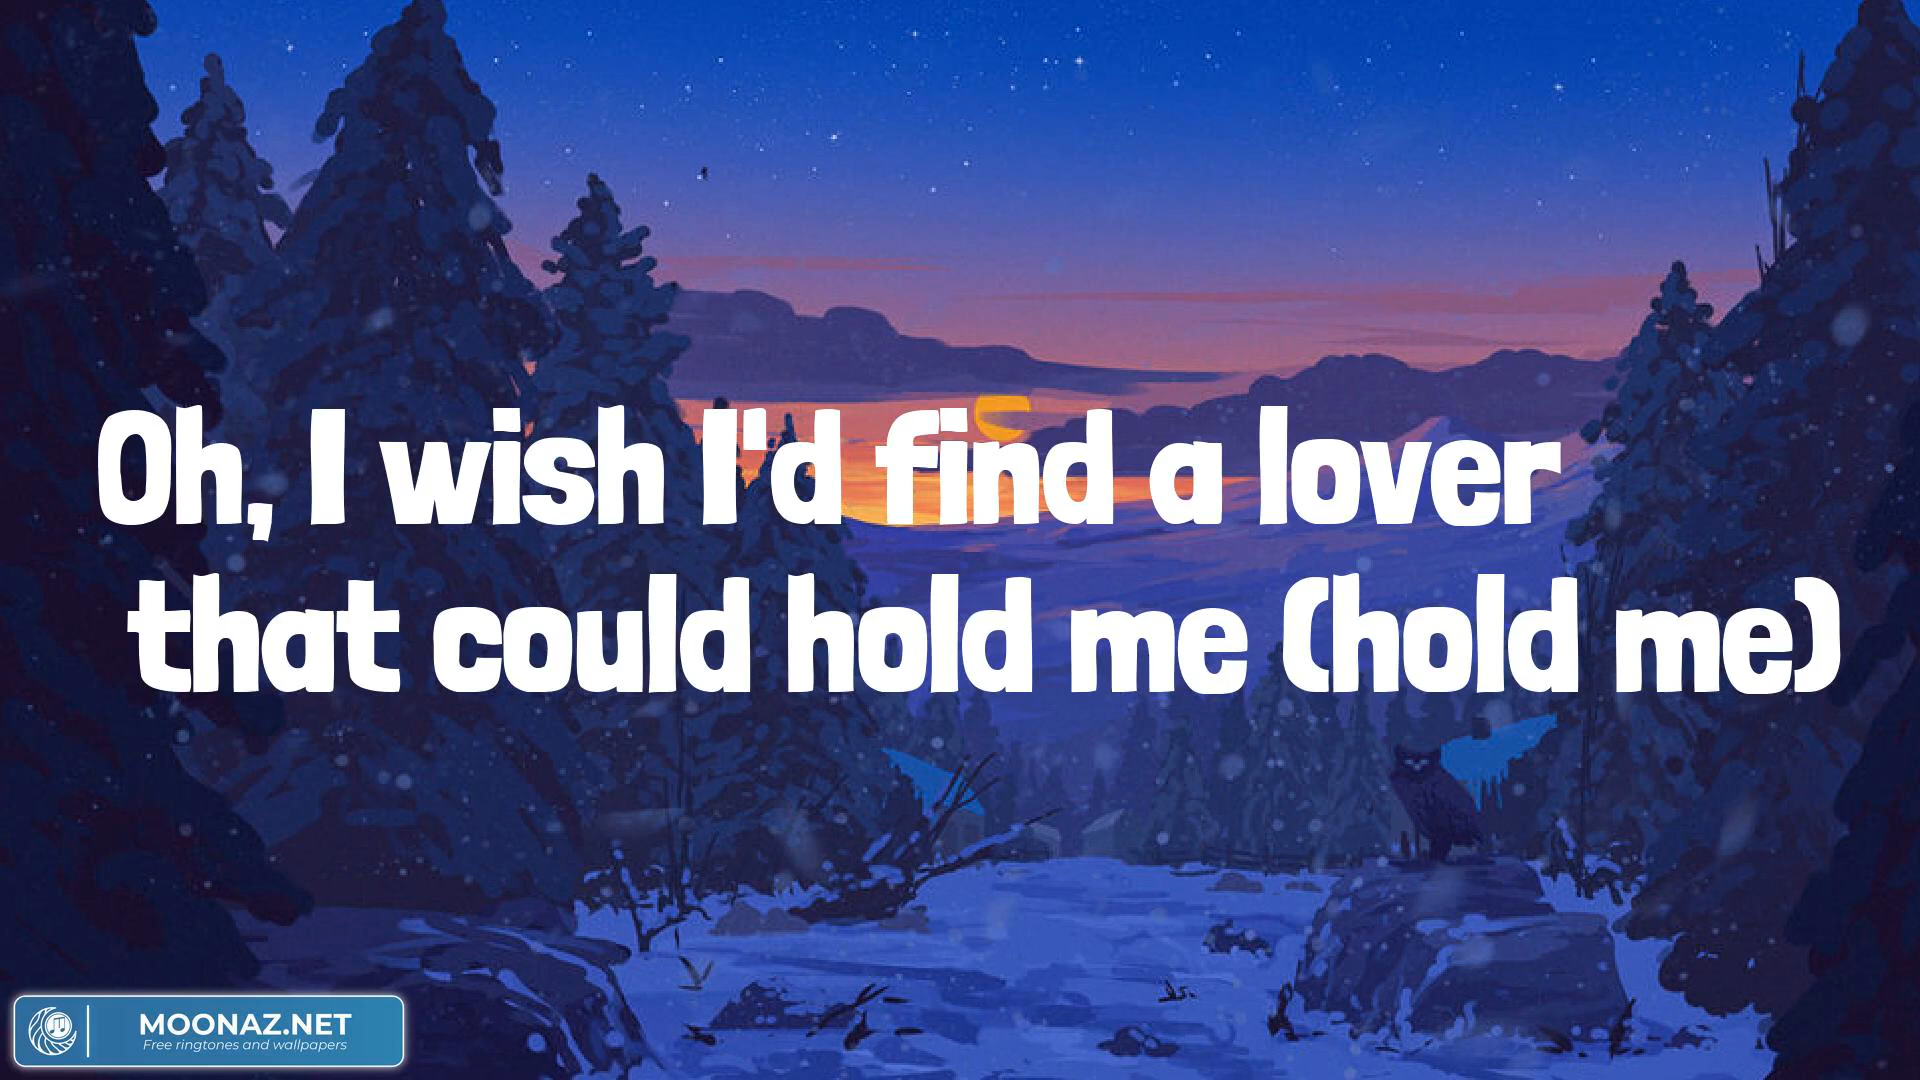 Oh, I wish I'd find a lover
that could hold me (hold me)
MOONAZ.NET
Free ringtones and wallpapers